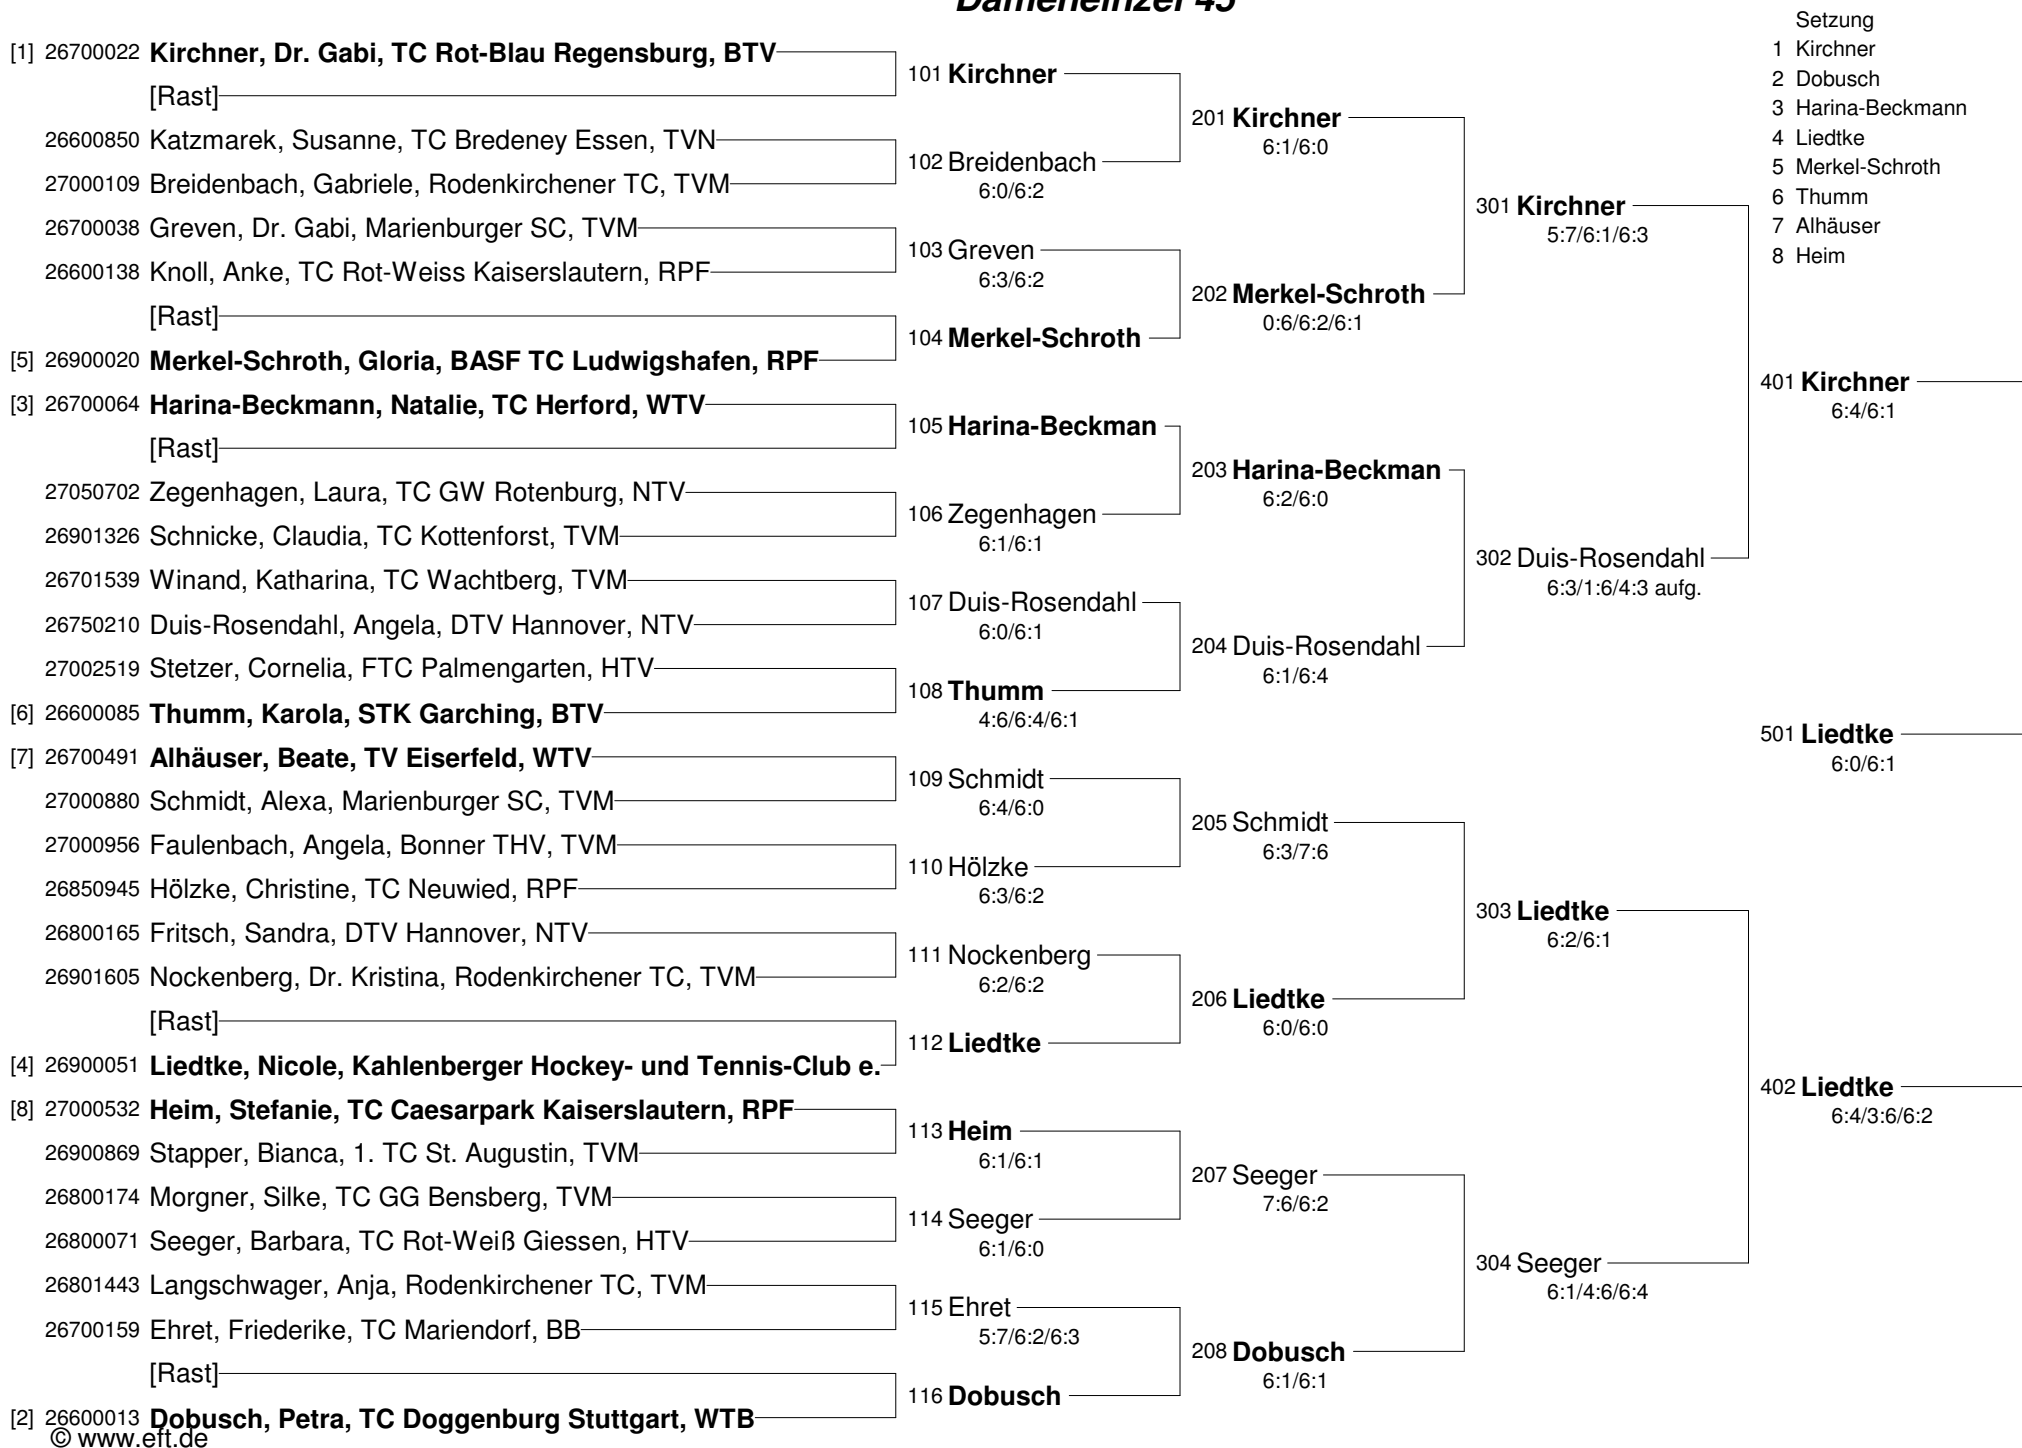 Dameneinzel 45
Setzung
1 Kirchner
2 Dobusch
3 Harina-Beckmann
4 Liedtke
5 Merkel-Schroth
6 Thumm
7 Alhäuser
8 Heim
[1] 26700022 Kirchner, Dr. Gabi, TC Rot-Blau Regensburg, BTV
[Rast]
26600850 Katzmarek, Susanne, TC Bredeney Essen, TVN
27000109 Breidenbach, Gabriele, Rodenkirchener TC, TVM
26700038 Greven, Dr. Gabi, Marienburger SC, TVM
26600138 Knoll, Anke, TC Rot-Weiss Kaiserslautern, RPF
[Rast]
[5] 26900020 Merkel-Schroth, Gloria, BASF TC Ludwigshafen, RPF
[3] 26700064 Harina-Beckmann, Natalie, TC Herford, WTV
[Rast]
27050702 Zegenhagen, Laura, TC GW Rotenburg, NTV
26901326 Schnicke, Claudia, TC Kottenforst, TVM
26701539 Winand, Katharina, TC Wachtberg, TVM
26750210 Duis-Rosendahl, Angela, DTV Hannover, NTV
27002519 Stetzer, Cornelia, FTC Palmengarten, HTV
[6] 26600085 Thumm, Karola, STK Garching, BTV
[7] 26700491 Alhäuser, Beate, TV Eiserfeld, WTV
27000880 Schmidt, Alexa, Marienburger SC, TVM
27000956 Faulenbach, Angela, Bonner THV, TVM
26850945 Hölzke, Christine, TC Neuwied, RPF
26800165 Fritsch, Sandra, DTV Hannover, NTV
26901605 Nockenberg, Dr. Kristina, Rodenkirchener TC, TVM
[Rast]
[4] 26900051 Liedtke, Nicole, Kahlenberger Hockey- und Tennis-Club e.
[8] 27000532 Heim, Stefanie, TC Caesarpark Kaiserslautern, RPF
26900869 Stapper, Bianca, 1. TC St. Augustin, TVM
26800174 Morgner, Silke, TC GG Bensberg, TVM
26800071 Seeger, Barbara, TC Rot-Weiß Giessen, HTV
26801443 Langschwager, Anja, Rodenkirchener TC, TVM
26700159 Ehret, Friederike, TC Mariendorf, BB
[Rast]
[2] 26600013 Dobusch, Petra, TC Doggenburg Stuttgart, WTB
© www.eft.de
101 Kirchner
102 Breidenbach
6:0/6:2
103 Greven
6:3/6:2
104 Merkel-Schroth
105 Harina-Beckman
106 Zegenhagen
6:1/6:1
107 Duis-Rosendahl
6:0/6:1
108 Thumm
4:6/6:4/6:1
109 Schmidt
6:4/6:0
110 Hölzke
6:3/6:2
111 Nockenberg
6:2/6:2
112 Liedtke
113 Heim
6:1/6:1
114 Seeger
6:1/6:0
115 Ehret
5:7/6:2/6:3
116 Dobusch
201 Kirchner
6:1/6:0
202 Merkel-Schroth
0:6/6:2/6:1
203 Harina-Beckman
6:2/6:0
204 Duis-Rosendahl
6:1/6:4
205 Schmidt
6:3/7:6
206 Liedtke
6:0/6:0
207 Seeger
7:6/6:2
208 Dobusch
6:1/6:1
301 Kirchner
5:7/6:1/6:3
302 Duis-Rosendahl
6:3/1:6/4:3 aufg.
303 Liedtke
6:2/6:1
304 Seeger
6:1/4:6/6:4
401 Kirchner
6:4/6:1
501 Liedtke
6:0/6:1
402 Liedtke
6:4/3:6/6:2